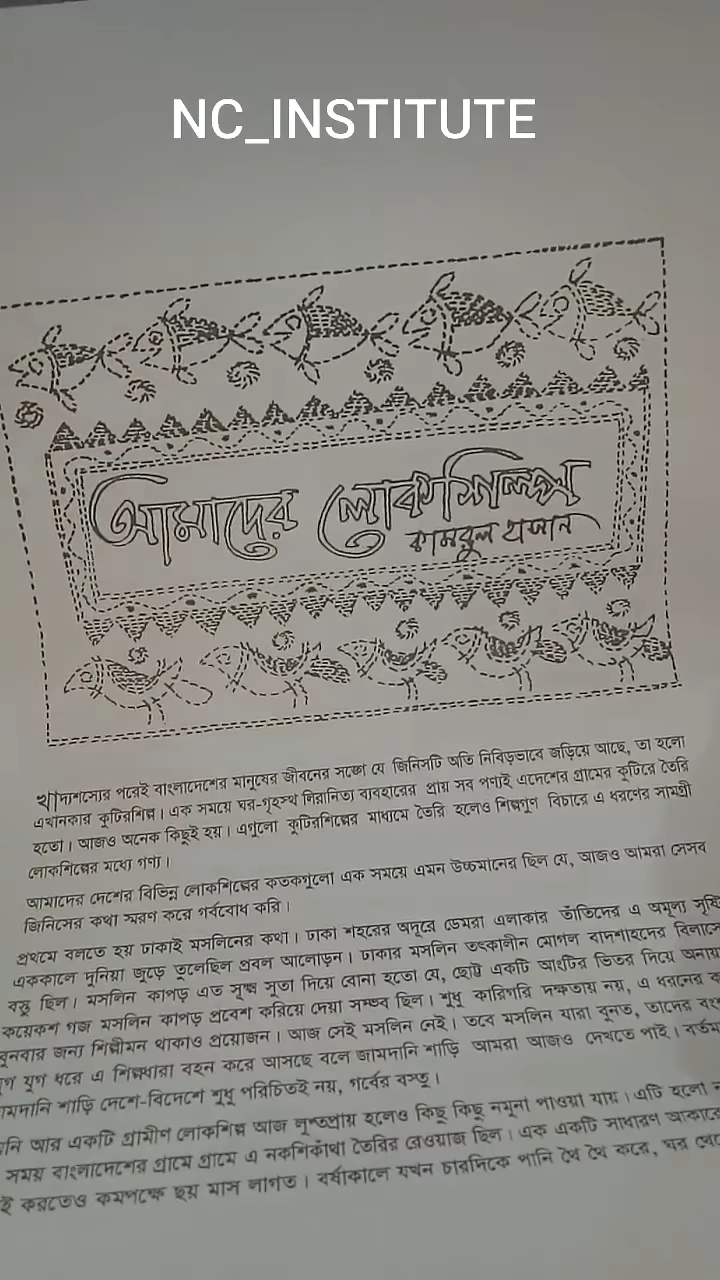 NC_INSTITUTE
আমাদের লোকশিল্প
কামরুল হাসান
খাদ্যশস্যের পরেই বাংলাদেশের মানুষের জীবনের সঙ্গে যে জিনিসটি অতি নিবিড়ভাবে জড়িয়ে আছে, তা হলো
এখানকার কুটিরশিল্প। এক সময়ে ঘর-গৃহস্থ লিরানিত্য ব্যবহারের প্রায় সব পণ্যই এদেশের গ্রামের কুটিরে তৈরি
হতো। আজও অনেক কিছুই হয়। এগুলো কুটিরশিল্পের মাধ্যমে তৈরি হলেও শিল্পগুণ বিচারে এ ধরণের সামগ্রী
লোকশিল্পের মধ্যে গণ্য।
আমাদের দেশের বিভিন্ন লোকশিল্পের কতকগুলো এক সময়ে এমন উচ্চমানের ছিল যে, আজও আমরা সেসব
জিনিসের কথা স্মরণ করে গর্ববোধ করি।
প্রথমে বলতে হয় ঢাকাই মসলিনের কথা। ঢাকা শহরের অদূরে ডেমরা এলাকার তাঁতিদের এ অমূল্য সৃষ্টি
এককালে দুনিয়া জুড়ে তুলেছিল প্রবল আলোড়ন। ঢাকার মসলিন তৎকালীন মোগল বাদশাহদের বিলাসে
বস্তু ছিল। মসলিন কাপড় এত সূক্ষ্ম সুতা দিয়ে বোনা হতো যে, ছোট্ট একটি আংটির ভিতর দিয়ে অনায়
কয়েকশ গজ মসলিন কাপড় প্রবেশ করিয়ে দেয়া সম্ভব ছিল। শুধু কারিগরি দক্ষতায় নয়, এ ধরনের ক
বুনবার জন্য শিল্পীমন থাকাও প্রয়োজন। আজ সেই মসলিন নেই। তবে মসলিন যারা বুনত, তাদের বংশ
যুগ যুগ ধরে এ শিল্পধারা বহন করে আসছে বলে জামদানি শাড়ি আমরা আজও দেখতে পাই। বর্তম
ামদানি শাড়ি দেশে-বিদেশে শুধু পরিচিতই নয়, গর্বের বস্তু।
নি আর একটি গ্রামীণ লোকশিল্প আজ লুপ্তপ্রায় হলেও কিছু কিছু নমুনা পাওয়া যায়। এটি হলো
সময় বাংলাদেশের গ্রামে গ্রামে এ নকশিকাঁথা তৈরির রেওয়াজ ছিল। এক একটি সাধারণ আকারে
ই করতেও কমপক্ষে ছয় মাস লাগত। বর্ষাকালে যখন চারদিকে পানি থৈ থৈ করে, ঘর থেকে